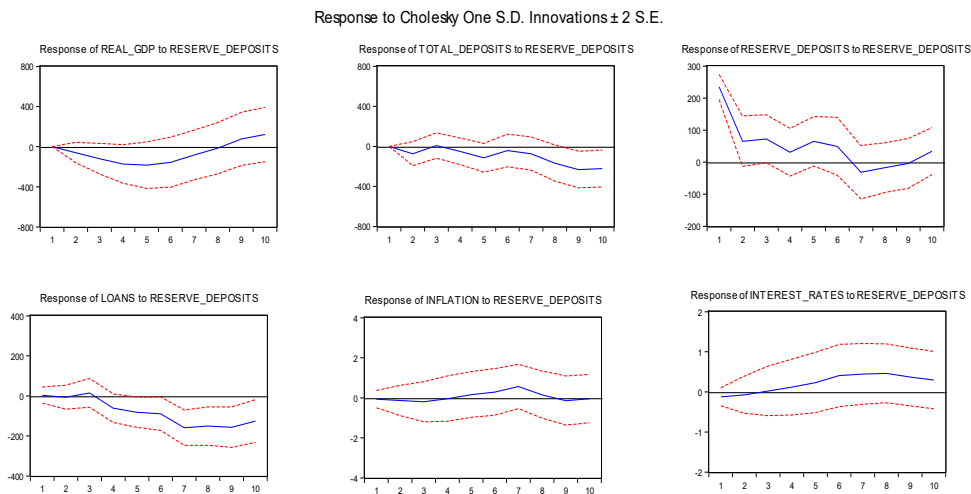 Response to Cholesky One S.D. Innovations ± 2 S.E.
Response of REAL_GDP to RESERVE_DEPOSITS
800
400
0
-400
-800
1 2 3 4 5 6 7 8 9 10
Response of TOTAL_DEPOSITS to RESERVE_DEPOSITS
800
400
0
-400
-800
1 2 3 4 5 6 7 8 9 10
Response of RESERVE_DEPOSITS to RESERVE_DEPOSITS
300
200
100
0
-100
-200
1 2 3 4 5 6 7 8 9 10
Response of LOANS to RESERVE_DEPOSITS
400
200
0
-200
-400
1 2 3 4 5 6 7 8 9 10
Response of INFLATION to RESERVE_DEPOSITS
4
2
0
-2
-4
1 2 3 4 5 6 7 8 9 10
Response of INTEREST_RATES to RESERVE_DEPOSITS
2
1
0
-1
-2
1 2 3 4 5 6 7 8 9 10